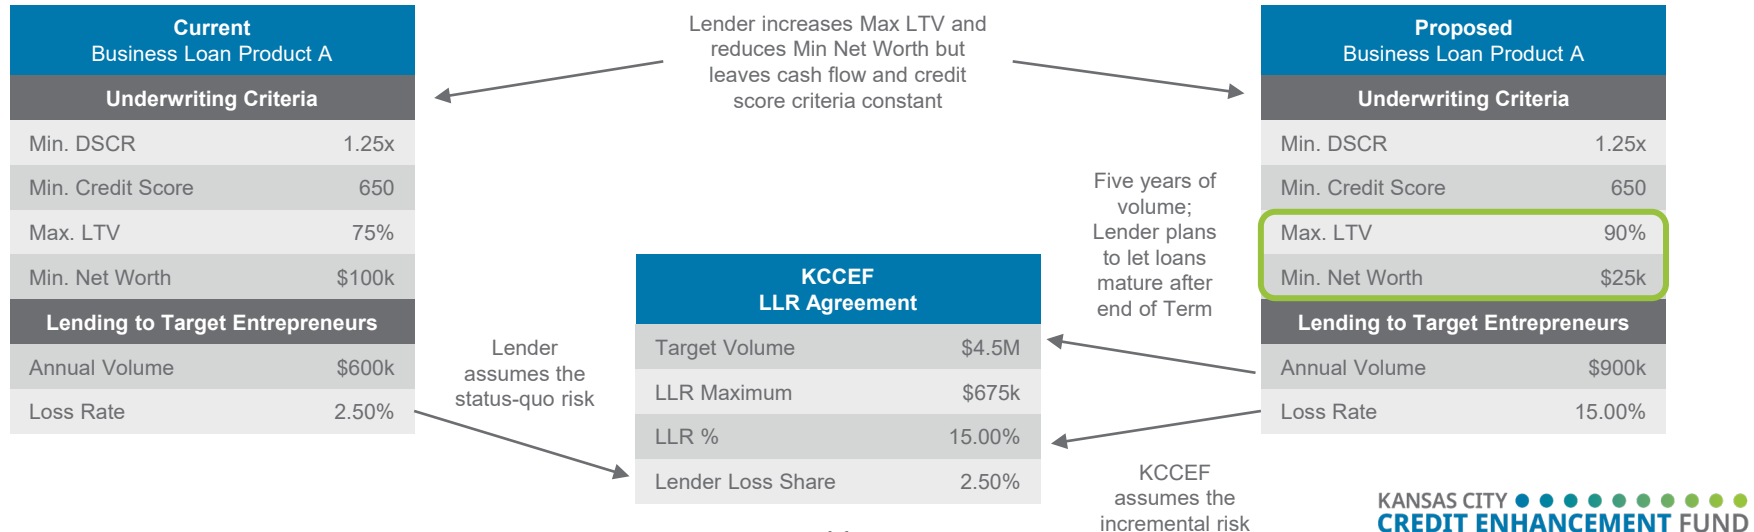 Current
Business Loan Product A
Underwriting Criteria
Min. DSCR 1.25x
Min. Credit Score 650
Max. LTV 75%
Min. Net Worth $100k
Lending to Target Entrepreneurs
Annual Volume $600k
Loss Rate 2.50%
Lender increases Max LTV and
reduces Min Net Worth but
leaves cash flow and credit
score criteria constant
Lender
assumes the
status-quo risk
KCCEF
LLR Agreement
Target Volume $4.5M
LLR Maximum $675k
LLR % 15.00%
Lender Loss Share 2.50%
Five years of
volume;
Lender plans
to let loans
mature after
end of Term
KCCEF
assumes the
incremental risk
Proposed
Business Loan Product A
Underwriting Criteria
Min. DSCR 1.25x
Min. Credit Score 650
Max. LTV 90%
Min. Net Worth $25k
Lending to Target Entrepreneurs
Annual Volume $900k
Loss Rate 15.00%
KANSAS CITY
CREDIT ENHANCEMENT FUND